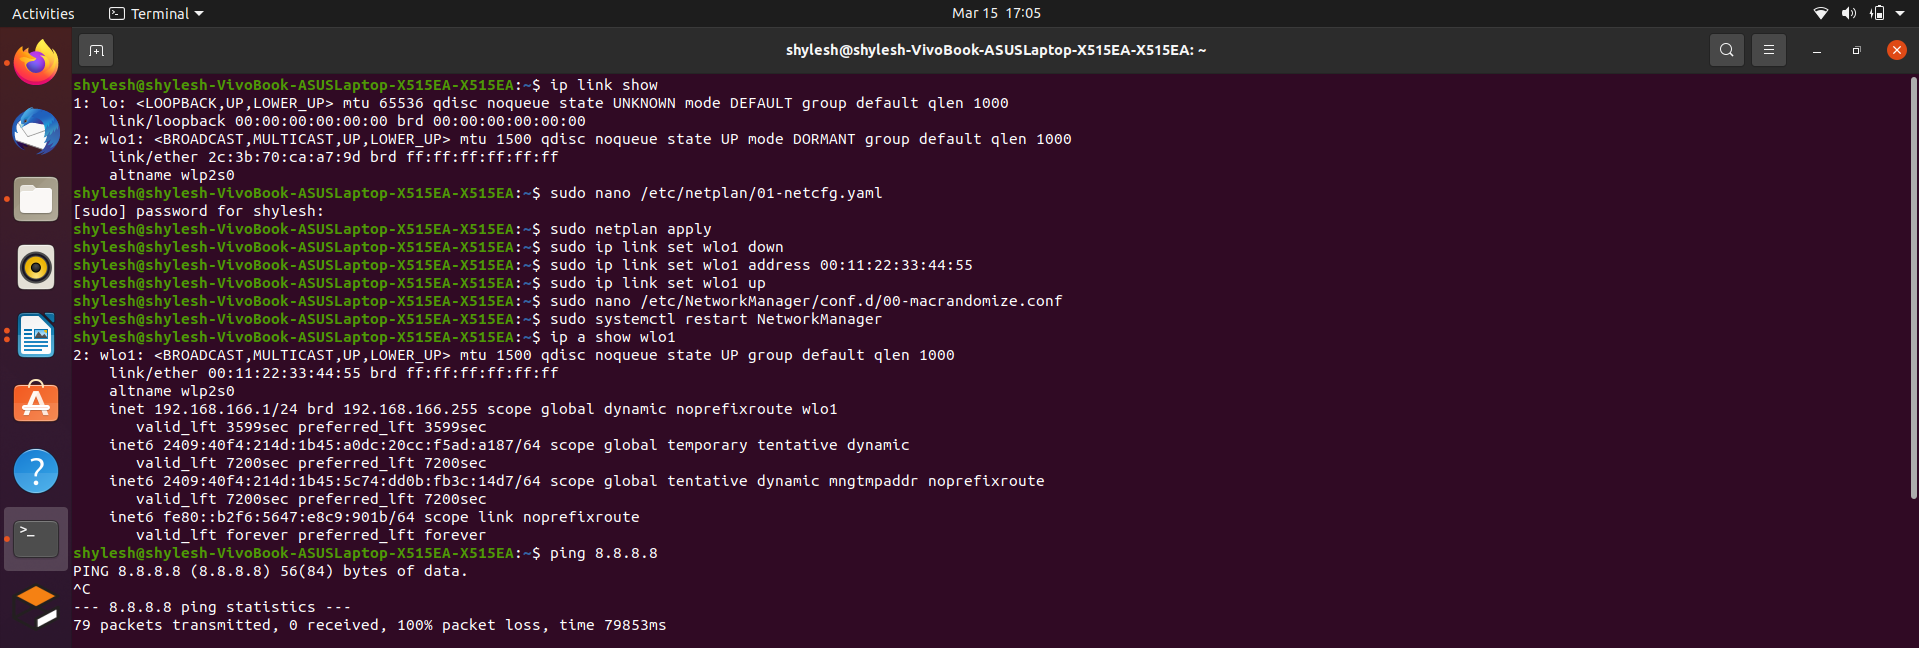 Activities
Terminal
Mar 15 17:05
shylesh@shylesh-VivoBook-ASUSLaptop-X515EA-X515EA: ~
shylesh@shylesh-VivoBook-ASUSLaptop-X515EA-X515EA:~$ ip link show
1: lo: <LOOPBACK,UP,LOWER_UP> mtu 65536 qdisc noqueue state UNKNOWN mode DEFAULT group default qlen 1000
    link/loopback 00:00:00:00:00:00 brd 00:00:00:00:00:00
2: wlo1: <BROADCAST,MULTICAST,UP,LOWER_UP> mtu 1500 qdisc noqueue state UP mode DORMANT group default qlen 1000
    link/ether 2c:3b:70:ca:a7:9d brd ff:ff:ff:ff:ff:ff
    altname wlp2s0
shylesh@shylesh-VivoBook-ASUSLaptop-X515EA-X515EA:~$ sudo nano /etc/netplan/01-netcfg.yaml
[sudo] password for shylesh:
shylesh@shylesh-VivoBook-ASUSLaptop-X515EA-X515EA:~$ sudo netplan apply
shylesh@shylesh-VivoBook-ASUSLaptop-X515EA-X515EA:~$ sudo ip link set wlo1 down
shylesh@shylesh-VivoBook-ASUSLaptop-X515EA-X515EA:~$ sudo ip link set wlo1 address 00:11:22:33:44:55
shylesh@shylesh-VivoBook-ASUSLaptop-X515EA-X515EA:~$ sudo ip link set wlo1 up
shylesh@shylesh-VivoBook-ASUSLaptop-X515EA-X515EA:~$ sudo nano /etc/NetworkManager/conf.d/00-macrandomize.conf
shylesh@shylesh-VivoBook-ASUSLaptop-X515EA-X515EA:~$ sudo systemctl restart NetworkManager
shylesh@shylesh-VivoBook-ASUSLaptop-X515EA-X515EA:~$ ip a show wlo1
2: wlo1: <BROADCAST,MULTICAST,UP,LOWER_UP> mtu 1500 qdisc noqueue state UP group default qlen 1000
    link/ether 00:11:22:33:44:55 brd ff:ff:ff:ff:ff:ff
    altname wlp2s0
    inet 192.168.166.1/24 brd 192.168.166.255 scope global dynamic noprefixroute wlo1
       valid_lft 3599sec preferred_lft 3599sec
    inet6 2409:40f4:214d:1b45:a0dc:20cc:f5ad:a187/64 scope global temporary tentative dynamic
       valid_lft 7200sec preferred_lft 7200sec
    inet6 2409:40f4:214d:1b45:5c74:dd0b:fb3c:14d7/64 scope global tentative dynamic mngtmpaddr noprefixroute
       valid_lft 7200sec preferred_lft 7200sec
    inet6 fe80::b2f6:5647:e8c9:901b/64 scope link noprefixroute
       valid_lft forever preferred_lft forever
shylesh@shylesh-VivoBook-ASUSLaptop-X515EA-X515EA:~$ ping 8.8.8.8
PING 8.8.8.8 (8.8.8.8) 56(84) bytes of data.
^C
--- 8.8.8.8 ping statistics ---
79 packets transmitted, 0 received, 100% packet loss, time 79853ms